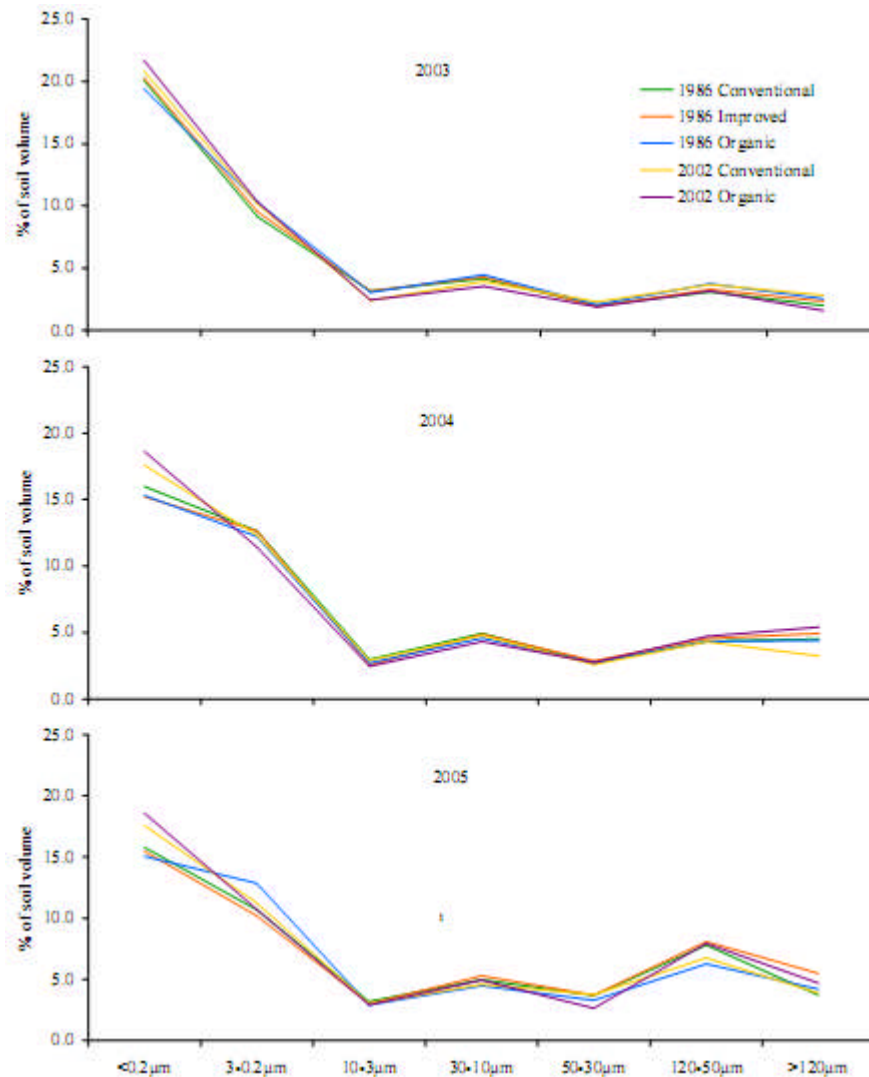 25.0
20.0
15.0
10.0
5.0
0.0
% of soil volume
2003
1986 Conventional
1986 Improved
1986 Organic
2002 Conventional
2002 Organic
25.0
20.0
15.0
10.0
5.0
0.0
% of soil volume
2004
25.0
20.0
15.0
10.0
5.0
0.0
% of soil volume
2005
<0.2µm 3-0.2µm 10-3µm 30-10µm 50-30µm 120-50µm >120µm